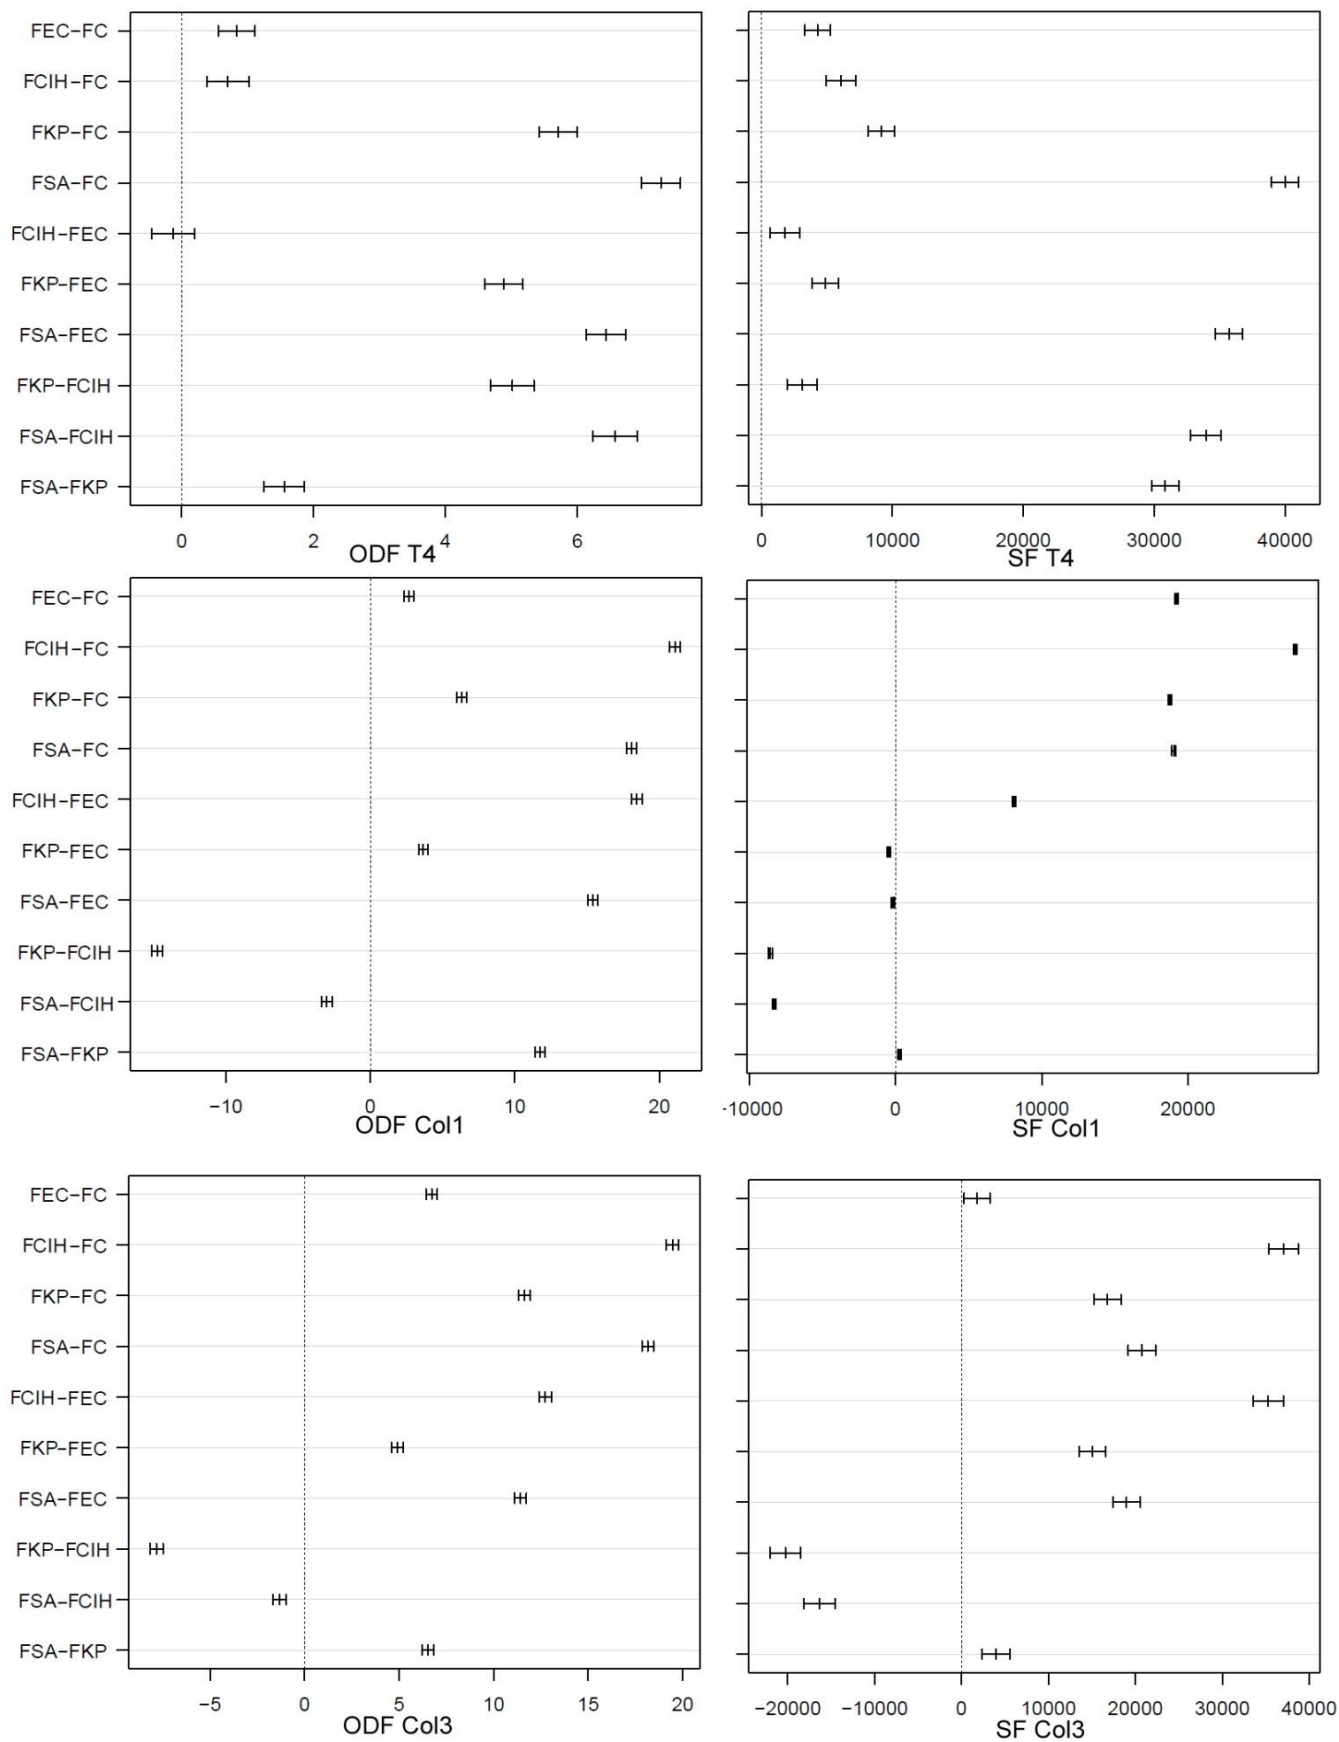 FEC−FC
FCIH−FC
FKP−FC
FSA−FC
FCIH−FEC
FKP−FEC
FSA−FEC
FKP−FCIH
FSA−FCIH
FSA−FKP
0 2 4 6
ODF T4
0 10000 20000 30000 40000
SF T4
FEC−FC
FCIH−FC
FKP−FC
FSA−FC
FCIH−FEC
FKP−FEC
FSA−FEC
FKP−FCIH
FSA−FCIH
FSA−FKP
−10 0 10 20
ODF Col1
-10000 0 10000 20000
SF Col1
FEC−FC
FCIH−FC
FKP−FC
FSA−FC
FCIH−FEC
FKP−FEC
FSA−FEC
FKP−FCIH
FSA−FCIH
FSA−FKP
−5 0 5 10 15 20
ODF Col3
−20000 −10000 0 10000 20000 30000 40000
SF Col3